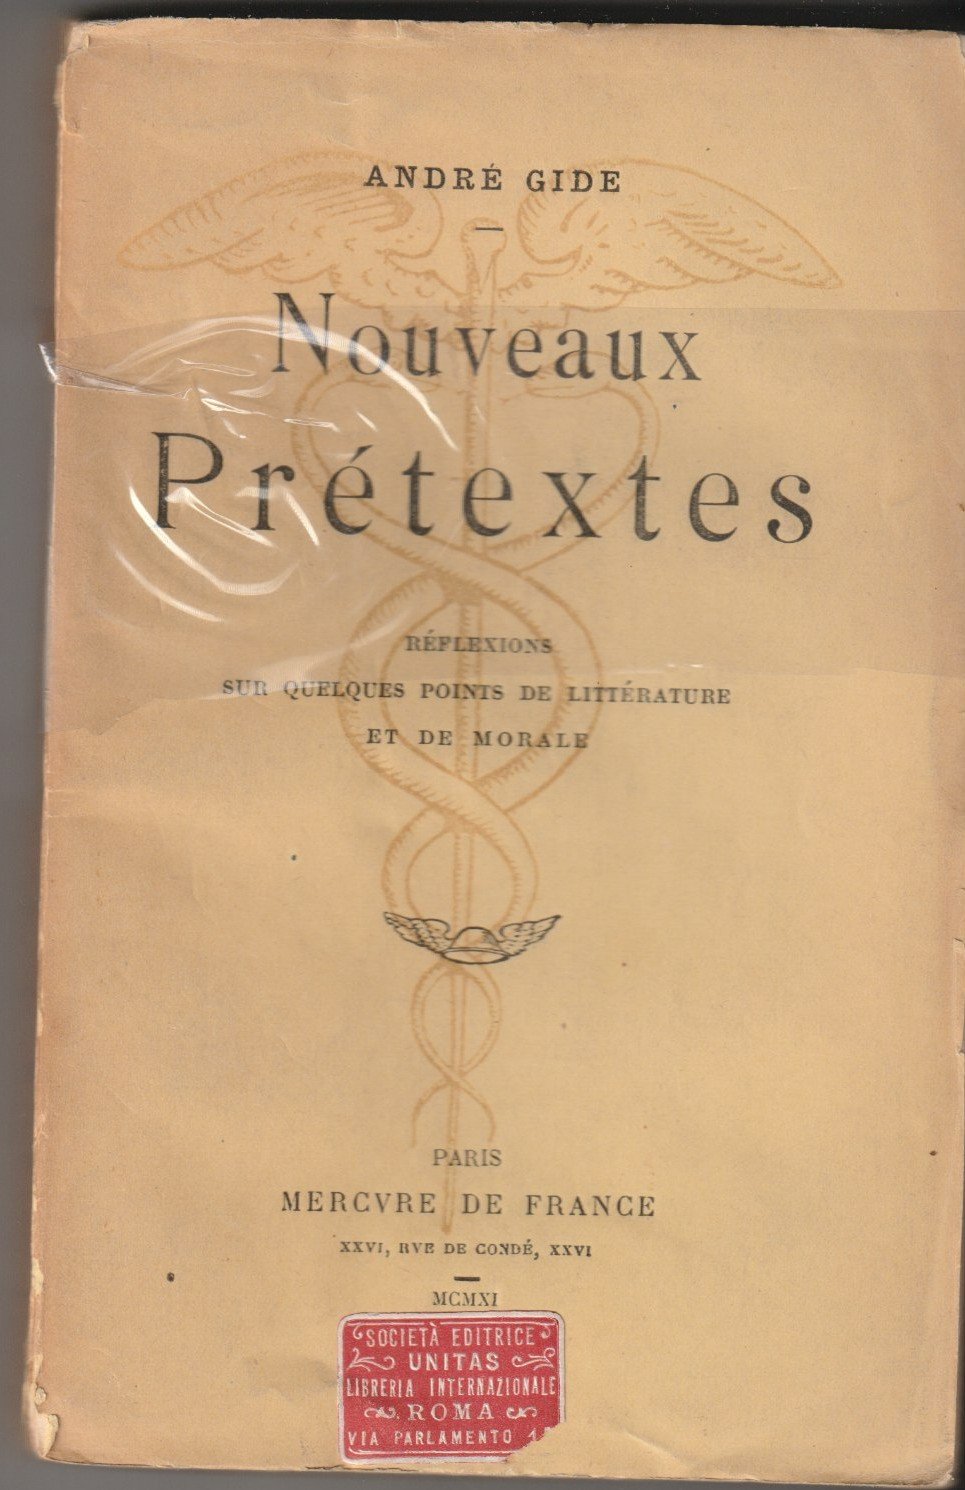 ANDRÉ GIDE
Nouveaux
Prétextes
RÉFLEXIONS
SUR QUELQUES POINTS DE LITTÉRATURE
ET DE MORALE
PARIS
MERCVRE DE FRANCE
XXVI, RVE DE CONDÉ, XXVI
MCMXI
SOCIETÀ EDITRICE
UNITAS
LIBRERIA INTERNAZIONALE
ROMA
VIA PARLAMENTO